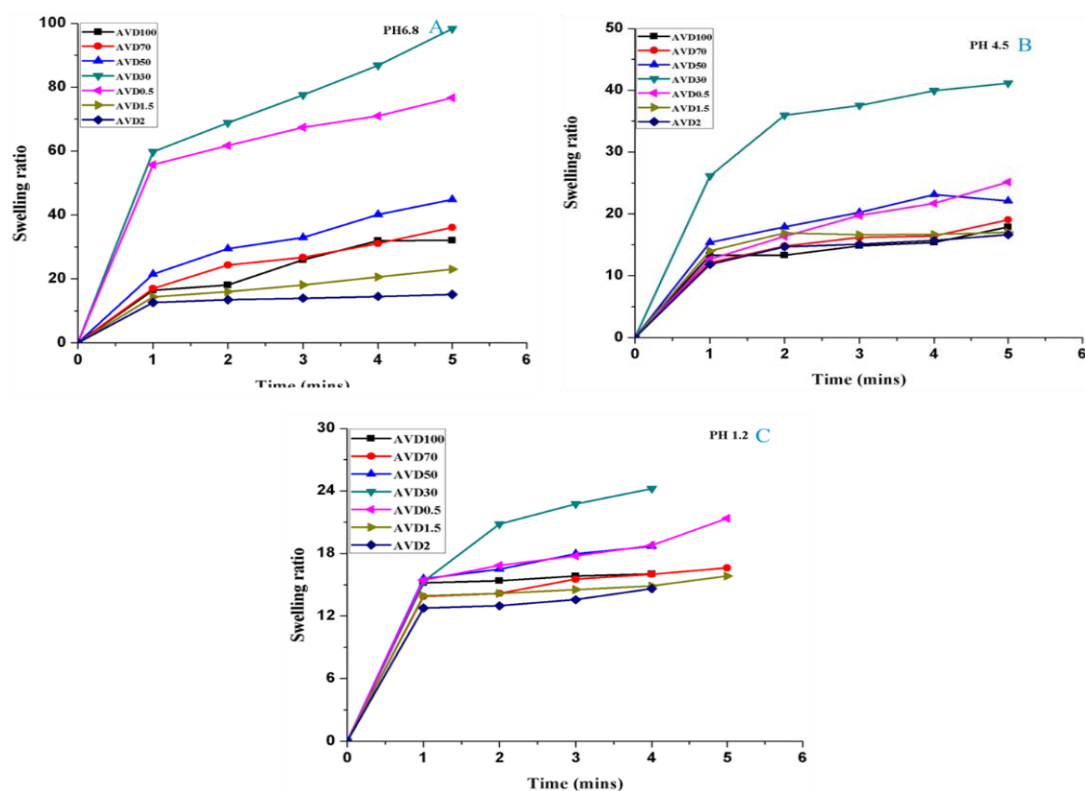 100
80
60
40
20
0
Swelling ratio
AVD100
AVD70
AVD50
AVD30
AVD0.5
AVD1.5
AVD2
PH6.8 A
0 1 2 3 4 5 6
Time (mins)
50
40
30
20
10
0
Swelling ratio
AVD100
AVD70
AVD50
AVD30
AVD0.5
AVD1.5
AVD2
PH 4.5 B
0 1 2 3 4 5 6
Time (mins)
30
24
18
12
6
0
Swelling ratio
AVD100
AVD70
AVD50
AVD30
AVD0.5
AVD1.5
AVD2
PH 1.2 C
0 1 2 3 4 5 6
Time (mins)